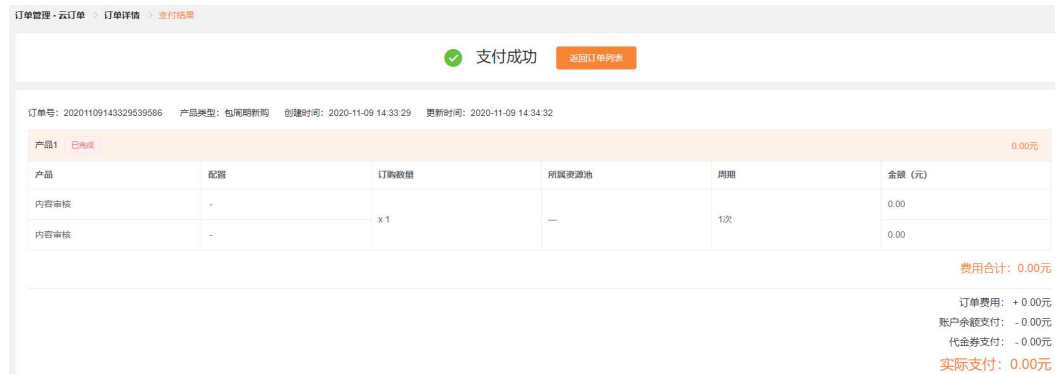 订单管理 - 云订单 > 订单详情 > 支付结果
支付成功 返回订单列表
订单号：20201109143329539586 产品类型：包周期新购 创建时间：2020-11-09 14:33:29 更新时间：2020-11-09 14:34:32
产品1 已完成 0.00元
产品 配置 订购数量 所属资源池 周期 金额（元）
内容审核 - 0.00
x 1 — 1次
内容审核 - 0.00
费用合计：0.00元
订单费用：+ 0.00元
账户余额支付：- 0.00元
代金券支付：- 0.00元
实际支付：0.00元